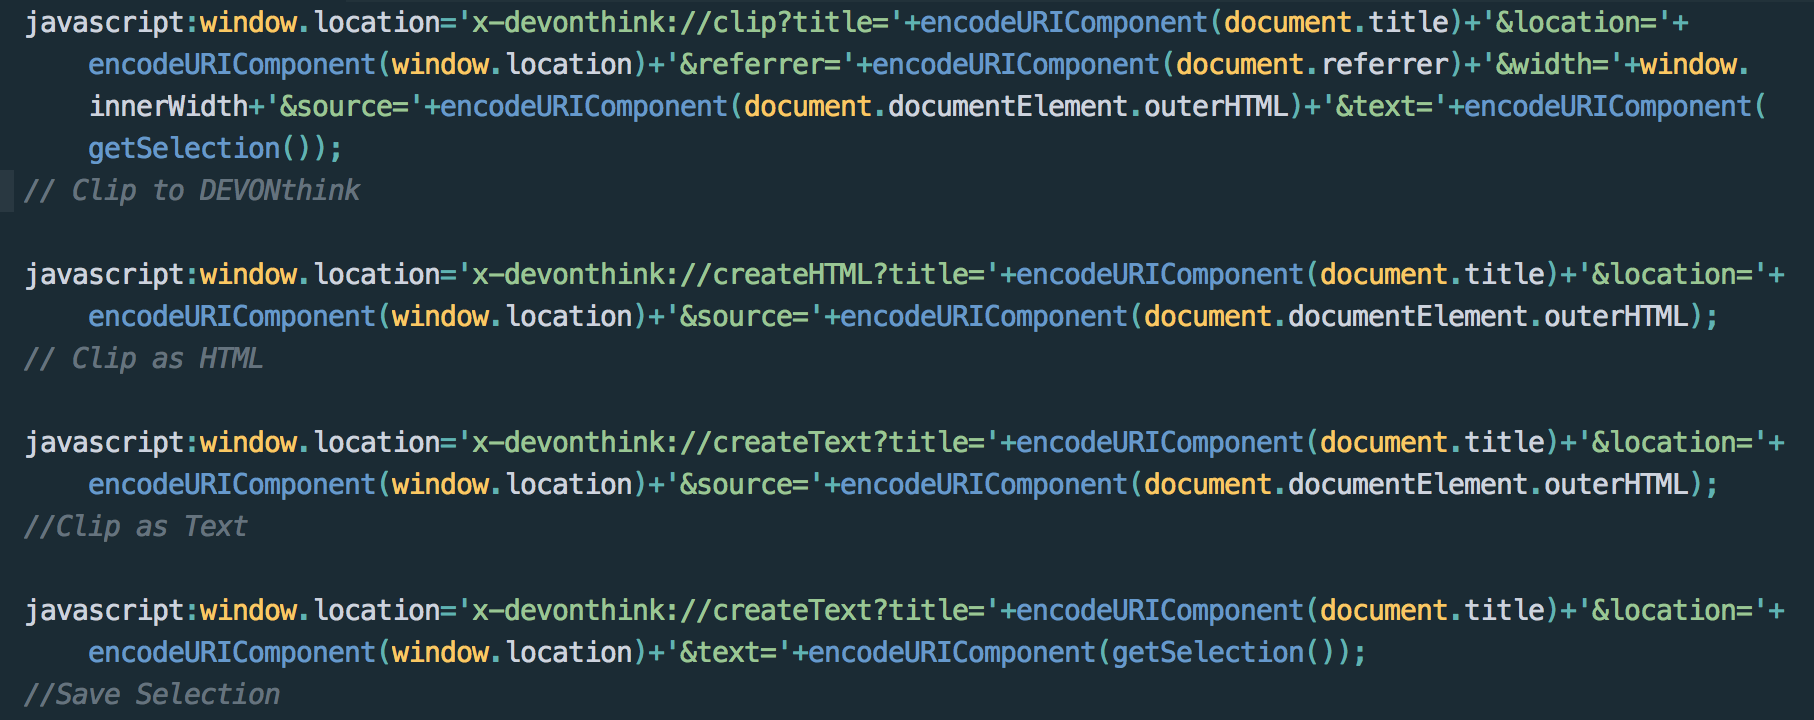 javascript:window.location='x-devonthink://clip?title='+encodeURIComponent(document.title)+'&location='+
encodeURIComponent(window.location)+'&referrer='+encodeURIComponent(document.referrer)+'&width='+window.
innerWidth+'&source='+encodeURIComponent(document.documentElement.outerHTML)+'&text='+encodeURIComponent(
getSelection());
// Clip to DEVONthink
javascript:window.location='x-devonthink://createHTML?title='+encodeURIComponent(document.title)+'&location='+
encodeURIComponent(window.location)+'&source='+encodeURIComponent(document.documentElement.outerHTML);
// Clip as HTML
javascript:window.location='x-devonthink://createText?title='+encodeURIComponent(document.title)+'&location='+
encodeURIComponent(window.location)+'&source='+encodeURIComponent(document.documentElement.outerHTML);
//Clip as Text
javascript:window.location='x-devonthink://createText?title='+encodeURIComponent(document.title)+'&location='+
encodeURIComponent(window.location)+'&text='+encodeURIComponent(getSelection());
//Save Selection